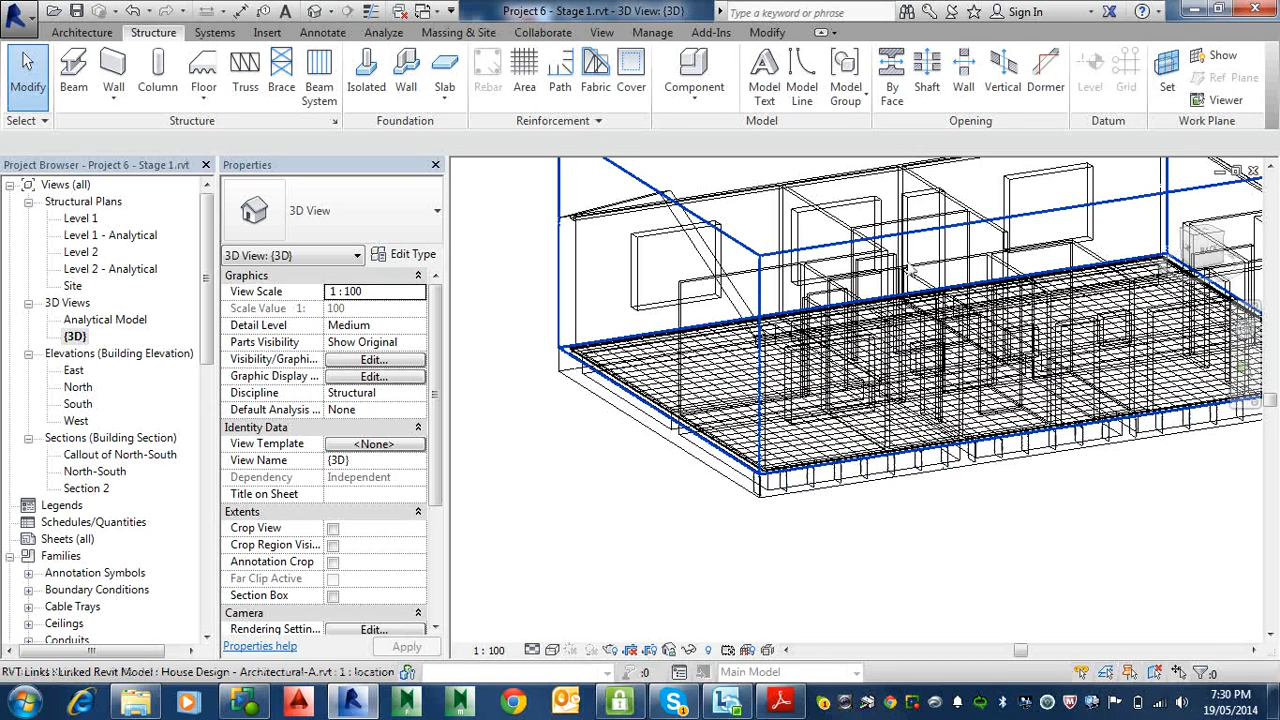 Project 6 - Stage 1.rvt - 3D View: {3D}
Type a keyword or phrase
Sign In
Architecture Structure Systems Insert Annotate Analyze Massing & Site Collaborate View Manage Add-Ins Modify
Modify
Beam Wall Column Floor Truss Brace Beam System
Isolated Wall Slab
Rebar Area Path Fabric Cover
Component Model Text Model Line Model Group
By Face Shaft Wall Vertical Dormer
Level Grid
Set Show Ref Plane Viewer
Select Structure Foundation Reinforcement Model Opening Datum Work Plane
Project Browser - Project 6 - Stage 1.rvt
Views (all)
Structural Plans
Level 1
Level 1 - Analytical
Level 2
Level 2 - Analytical
Site
3D Views
Analytical Model
{3D}
Elevations (Building Elevation)
East
North
South
West
Sections (Building Section)
Callout of North-South
North-South
Section 2
Legends
Schedules/Quantities
Sheets (all)
Families
Annotation Symbols
Boundary Conditions
Cable Trays
Ceilings
Conduits
Properties
3D View
3D View: {3D} Edit Type
Graphics
View Scale 1 : 100
Scale Value 1: 100
Detail Level Medium
Parts Visibility Show Original
Visibility/Graphi... Edit...
Graphic Display ... Edit...
Discipline Structural
Default Analysis ... None
Identity Data
View Template <None>
View Name {3D}
Dependency Independent
Title on Sheet
Extents
Crop View
Crop Region Visi...
Annotation Crop
Far Clip Active
Section Box
Camera
Rendering Settin... Edit...
Properties help Apply
BACK
1 : 100
RVT Links : Linked Revit Model : House Design - Architectural-A.rvt : 1 : location
:0
Main Model
:0
7:30 PM
19/05/2014